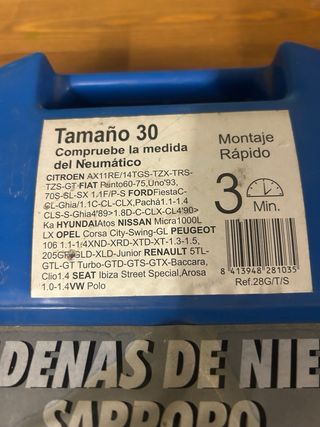 Tamaño 30
Compruebe la medida
del Neumático
CITROEN AX11RE/14TGS-TZX-TRS-
TZS-GT FIAT Punto60-75,Uno'93,
70S-6L-SX 1.1F/P-S FORDFiestaC-
CL-Ghia/1.1C-CL-CLX,Pachá1.1-1.4
CLS-S-Ghia4'89>1.8D-C-CLX-CL4'90>
Ka HYUNDAIAtos NISSAN Micra1000L
LX OPEL Corsa City-Swing-GL PEUGEOT
106 1.1-1:4XND-XRD-XTD-XT-1.3-1.5,
GLD-XLD-Junior RENAULT 5TL-
GTL-GT Turbo-GTD-GTS-GTX-Baccara,
Clio1.4 SEAT Ibiza Street Special,Arosa
1.0-1.4VW Polo
Montaje
Rápido
3
Min.
8 413948 281035
Ref.28G/T/S
DENAS DE NIE
SAPPORO